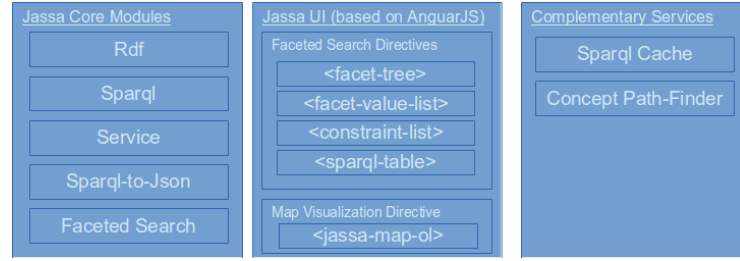 Jassa Core Modules
Rdf
Sparql
Service
Sparql-to-Json
Faceted Search
Jassa UI (based on AnguarJS)
Faceted Search Directives
<facet-tree>
<facet-value-list>
<constraint-list>
<sparql-table>
Map Visualization Directive
<jassa-map-ol>
Complementary Services
Sparql Cache
Concept Path-Finder